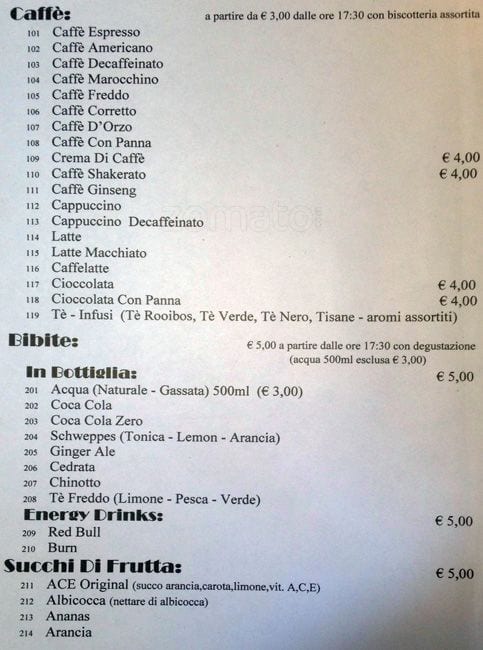 Caffè: a partire da € 3,00 dalle ore 17:30 con biscotteria assortita
101 Caffè Espresso
102 Caffè Americano
103 Caffè Decaffeinato
104 Caffè Marocchino
105 Caffè Freddo
106 Caffè Corretto
107 Caffè D'Orzo
108 Caffè Con Panna
109 Crema Di Caffè € 4,00
110 Caffè Shakerato € 4,00
111 Caffè Ginseng
112 Cappuccino
113 Cappuccino Decaffeinato
zomato
114 Latte
115 Latte Macchiato
116 Caffelatte
117 Cioccolata € 4,00
118 Cioccolata Con Panna € 4,00
119 Tè - Infusi (Tè Rooibos, Tè Verde, Tè Nero, Tisane - aromi assortiti)
Bibite: € 5,00 a partire dalle ore 17:30 con degustazione
(acqua 500ml esclusa € 3,00)
In Bottiglia: € 5,00
201 Acqua (Naturale - Gassata) 500ml (€ 3,00)
202 Coca Cola
203 Coca Cola Zero
204 Schweppes (Tonica - Lemon - Arancia)
205 Ginger Ale
206 Cedrata
207 Chinotto
208 Tè Freddo (Limone - Pesca - Verde)
Energy Drinks: € 5,00
209 Red Bull
210 Burn
Succhi Di Frutta: € 5,00
211 ACE Original (succo arancia,carota,limone,vit. A,C,E)
212 Albicocca (nettare di albicocca)
213 Ananas
214 Arancia